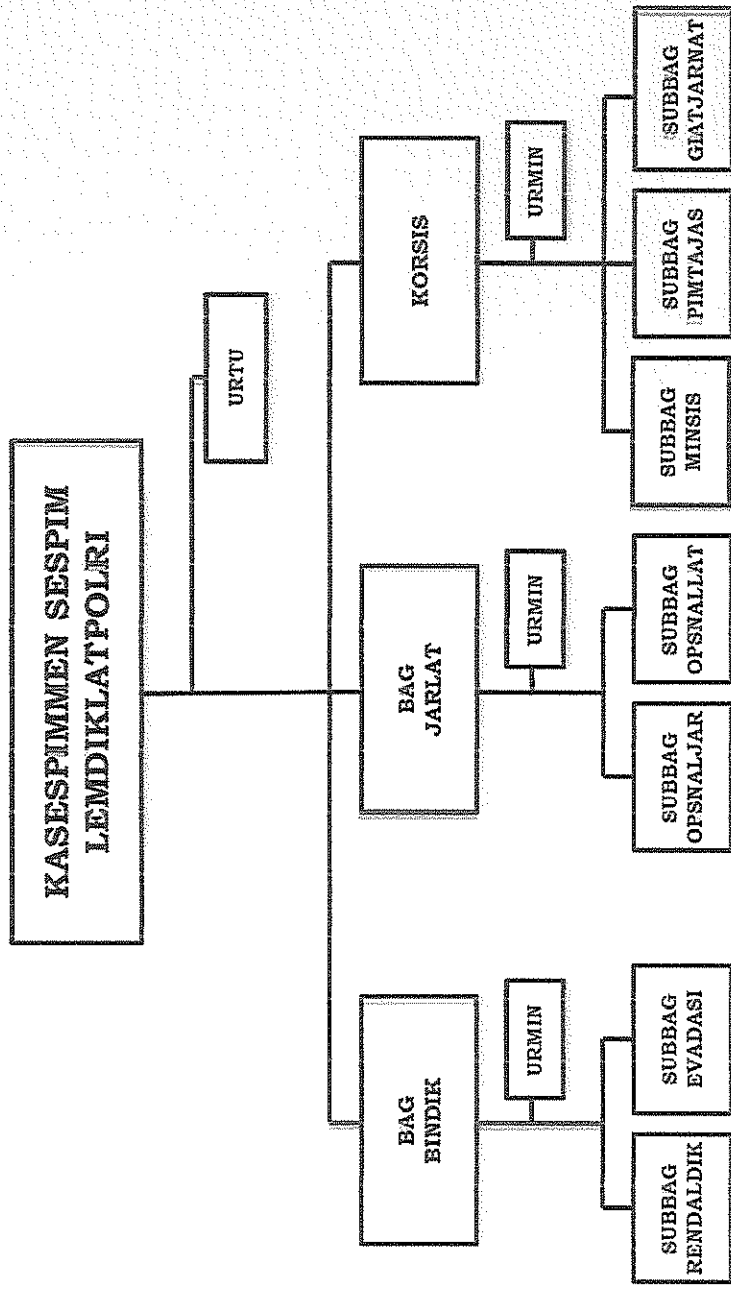 KASESPIMMEN SESPIM
LEMDIKLATPOLRI
URTU
BAG
BINDIK
BAG
JARLAT
KORSIS
URMIN
URMIN
URMIN
SUBBAG
RENDALDIK
SUBBAG
EVADASI
SUBBAG
OPSNALJAR
SUBBAG
OPSNALLAT
SUBBAG
MINSIS
SUBBAG
PIMTAJAS
SUBBAG
GIATJARNAT